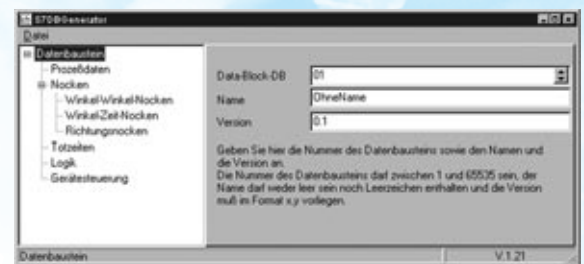 S7DB-Generator
Datei
Datenbaustein
Prozeßdaten
Nocken
Winkel-Winkel-Nocken
Winkel-Zeit-Nocken
Richtungsnocken
Totzeiten
Logik
Gerätesteuerung
Data-Block-DB 01
Name OhneName
Version 0.1
Geben Sie hier die Nummer des Datenbausteins sowie den Namen und
die Version an.
Die Nummer des Datenbausteins darf zwischen 1 und 65535 sein, der
Name darf weder leer sein noch Leerzeichen enthalten und die Version
muß im Format x.y vorliegen.
Datenbaustein V.1.21